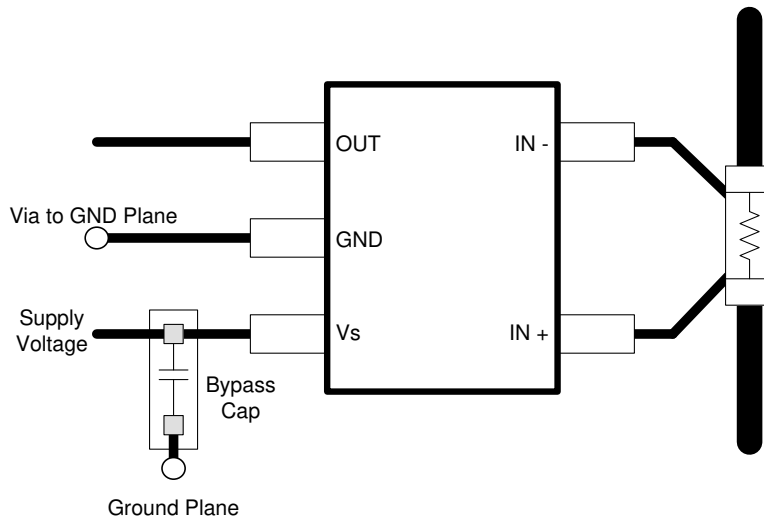 OUT
IN -
Via to GND Plane
GND
Supply
Voltage
Vs
IN +
Bypass
Cap
Ground Plane